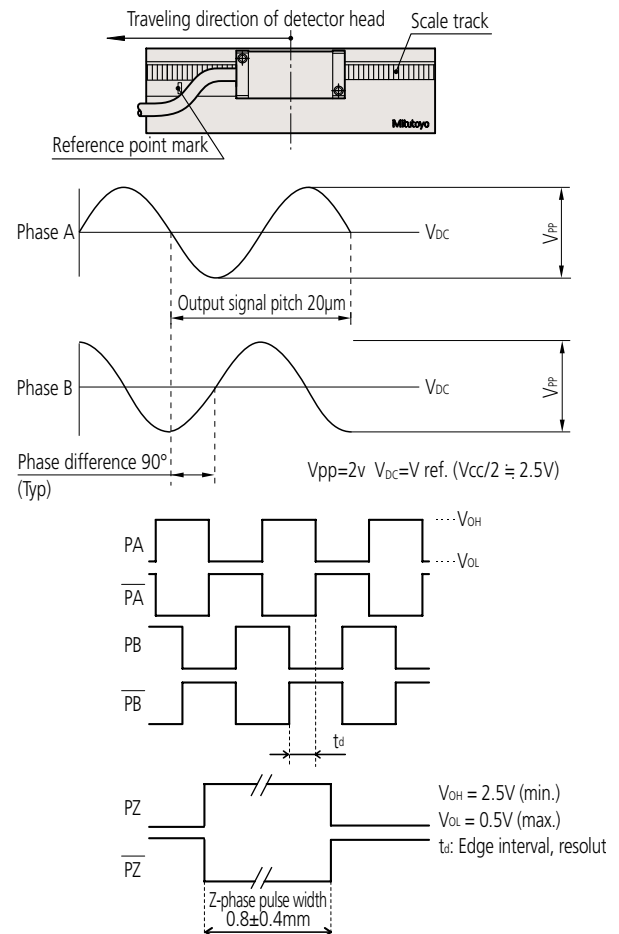 Traveling direction of detector head
Scale track
Mitutoyo
Reference point mark
Phase A
VDC
VPP
Output signal pitch 20µm
Phase B
VDC
VPP
Phase difference 90°
(Typ)
Vpp=2v VDC=V ref. (Vcc/2 ≒ 2.5V)
PA
VOH
VOL
P̅A̅
PB
P̅B̅
td
PZ
VOH = 2.5V (min.)
VOL = 0.5V (max.)
td: Edge interval, resolut
P̅Z̅
Z-phase pulse width
0.8±0.4mm